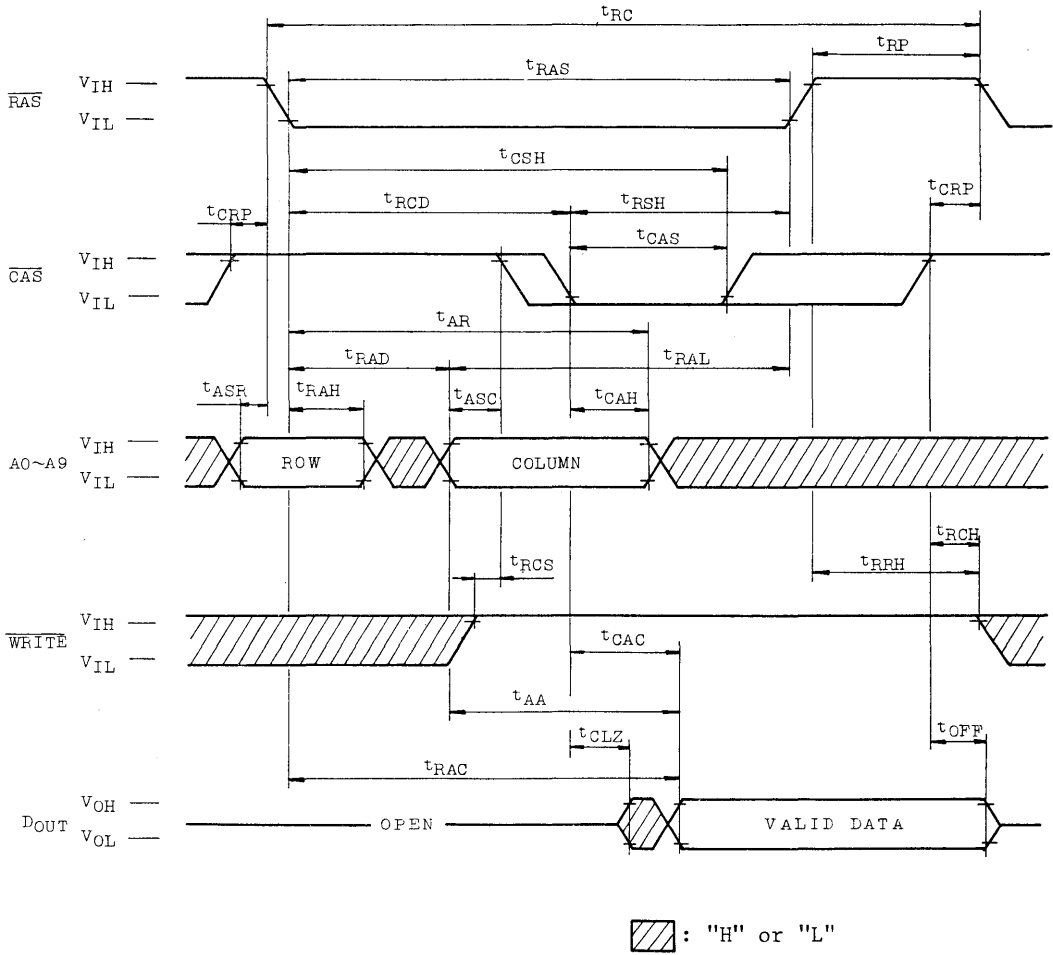 tRC
tRP
tRAS
RAS
VIH
VIL
tCSH
tCRP
tRCD
tRSH
tCRP
tCAS
CAS
VIH
VIL
tAR
tRAD
tRAL
tASR
tRAH
tASC
tCAH
A0~A9
VIH
VIL
ROW
COLUMN
tRCH
tRCS
tRRH
WRITE
VIH
VIL
tCAC
tAA
tCLZ
tOFF
tRAC
DOUT
VOH
VOL
OPEN
VALID DATA
: "H" or "L"